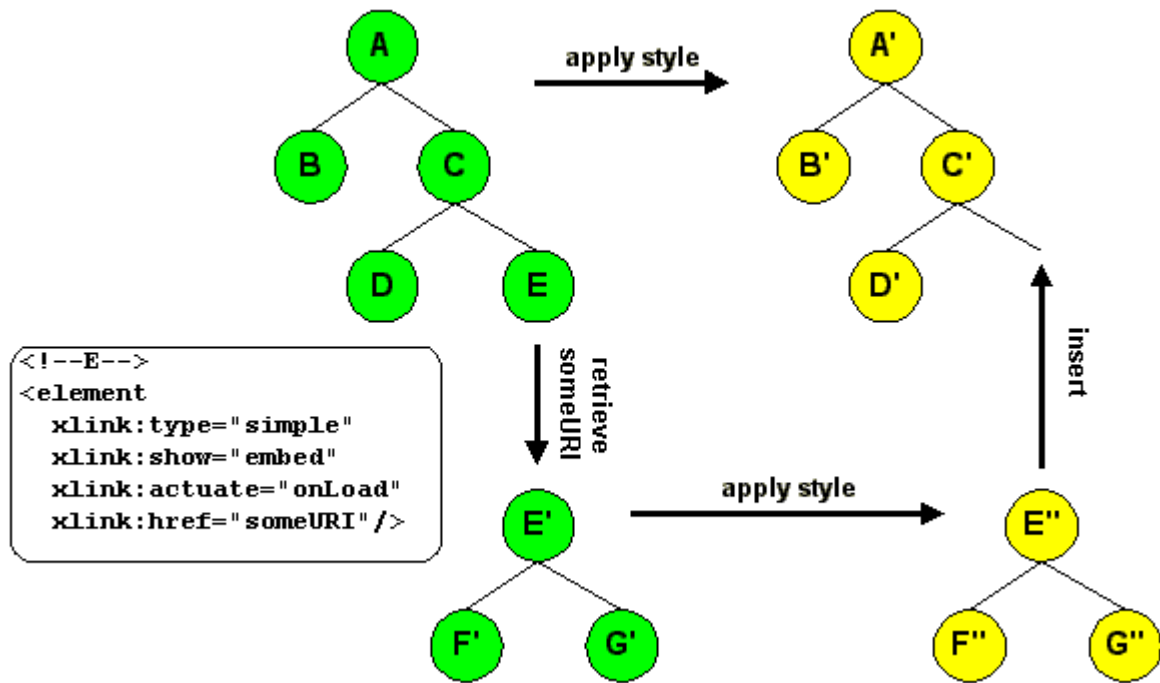 A
apply style
A'
B
C
B'
C'
D
E
D'
<!--E-->
<element
xlink:type="simple"
xlink:show="embed"
xlink:actuate="onLoad"
xlink:href="someURI"/>
retrieve
someURI
insert
apply style
E'
E''
F'
G'
F''
G''